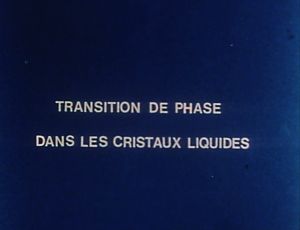 TRANSITION DE PHASE
DANS LES CRISTAUX LIQUIDES